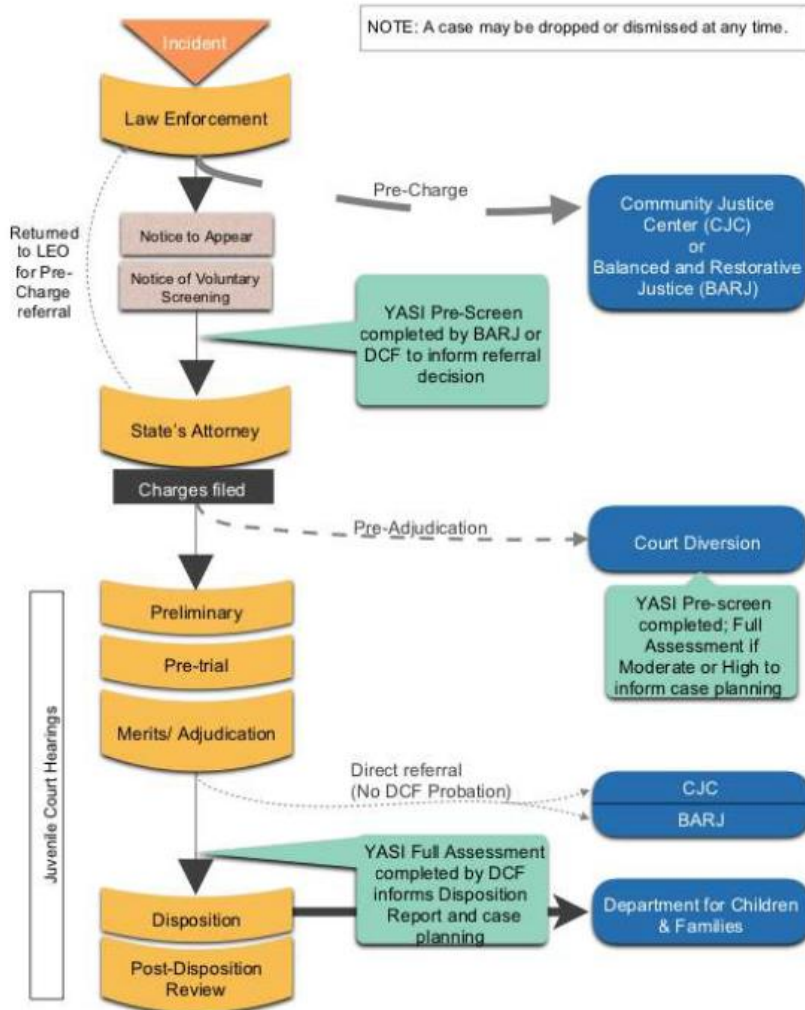 NOTE: A case may be dropped or dismissed at any time.
Incident
Law Enforcement
Pre-Charge
Community Justice
Center (CJC)
or
Balanced and Restorative
Justice (BARJ)
Returned
to LEO
for Pre-
Charge
referral
Notice to Appear
Notice of Voluntary
Screening
YASI Pre-Screen
completed by BARJ or
DCF to inform referral
decision
State's Attorney
Charges filed
Pre-Adjudication
Court Diversion
YASI Pre-screen
completed; Full
Assessment if
Moderate or High to
inform case planning
Juvenile Court Hearings
Preliminary
Pre-trial
Merits/ Adjudication
Direct referral
(No DCF Probation)
CJC
BARJ
YASI Full Assessment
completed by DCF
informs Disposition
Report and case
planning
Disposition
Department for Children
& Families
Post-Disposition
Review